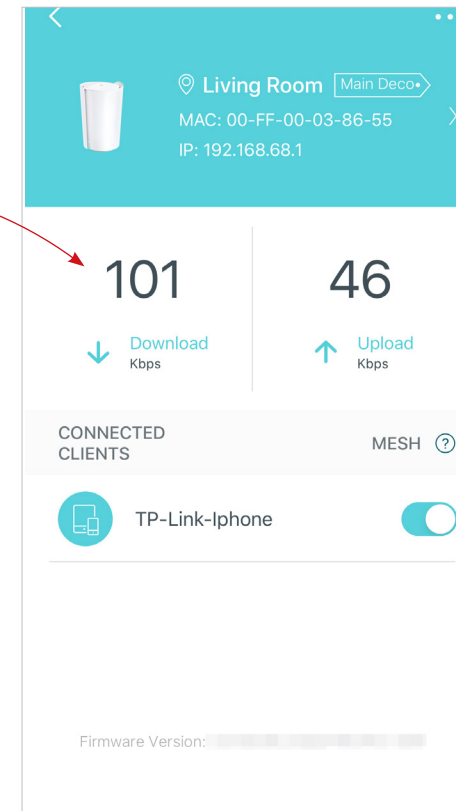 Living Room Main Deco
MAC: 00-FF-00-03-86-55
IP: 192.168.68.1
101
46
Download
Kbps
Upload
Kbps
CONNECTED
CLIENTS
MESH ?
TP-Link-Iphone
Firmware Version: